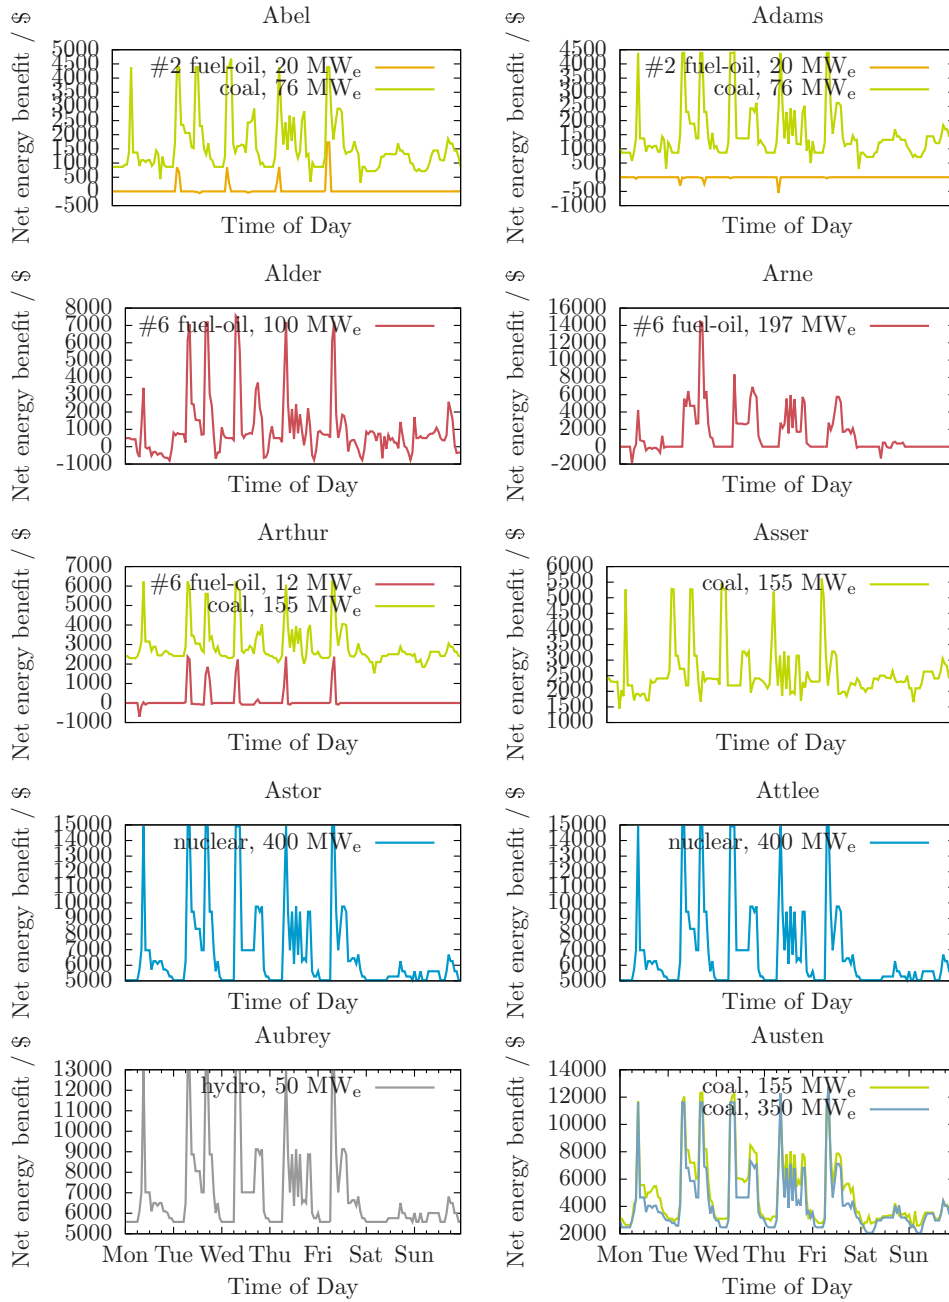 Abel
Net energy benefit / $
5000
4500
4000
3500
3000
2500
2000
1500
1000
500
0
-500
#2 fuel-oil, 20 MWe
coal, 76 MWe
Time of Day
Adams
Net energy benefit / $
4500
4000
3500
3000
2500
2000
1500
1000
500
0
-500
-1000
#2 fuel-oil, 20 MWe
coal, 76 MWe
Time of Day
Alder
Net energy benefit / $
8000
7000
6000
5000
4000
3000
2000
1000
0
-1000
#6 fuel-oil, 100 MWe
Time of Day
Arne
Net energy benefit / $
16000
14000
12000
10000
8000
6000
4000
2000
0
-2000
#6 fuel-oil, 197 MWe
Time of Day
Arthur
Net energy benefit / $
7000
6000
5000
4000
3000
2000
1000
0
-1000
#6 fuel-oil, 12 MWe
coal, 155 MWe
Time of Day
Asser
Net energy benefit / $
6000
5500
5000
4500
4000
3500
3000
2500
2000
1500
1000
coal, 155 MWe
Time of Day
Astor
Net energy benefit / $
15000
14000
13000
12000
11000
10000
9000
8000
7000
6000
5000
nuclear, 400 MWe
Time of Day
Attlee
Net energy benefit / $
15000
14000
13000
12000
11000
10000
9000
8000
7000
6000
5000
nuclear, 400 MWe
Time of Day
Aubrey
Net energy benefit / $
13000
12000
11000
10000
9000
8000
7000
6000
5000
hydro, 50 MWe
Mon Tue Wed Thu Fri Sat Sun
Time of Day
Austen
Net energy benefit / $
14000
12000
10000
8000
6000
4000
2000
coal, 155 MWe
coal, 350 MWe
Mon Tue Wed Thu Fri Sat Sun
Time of Day